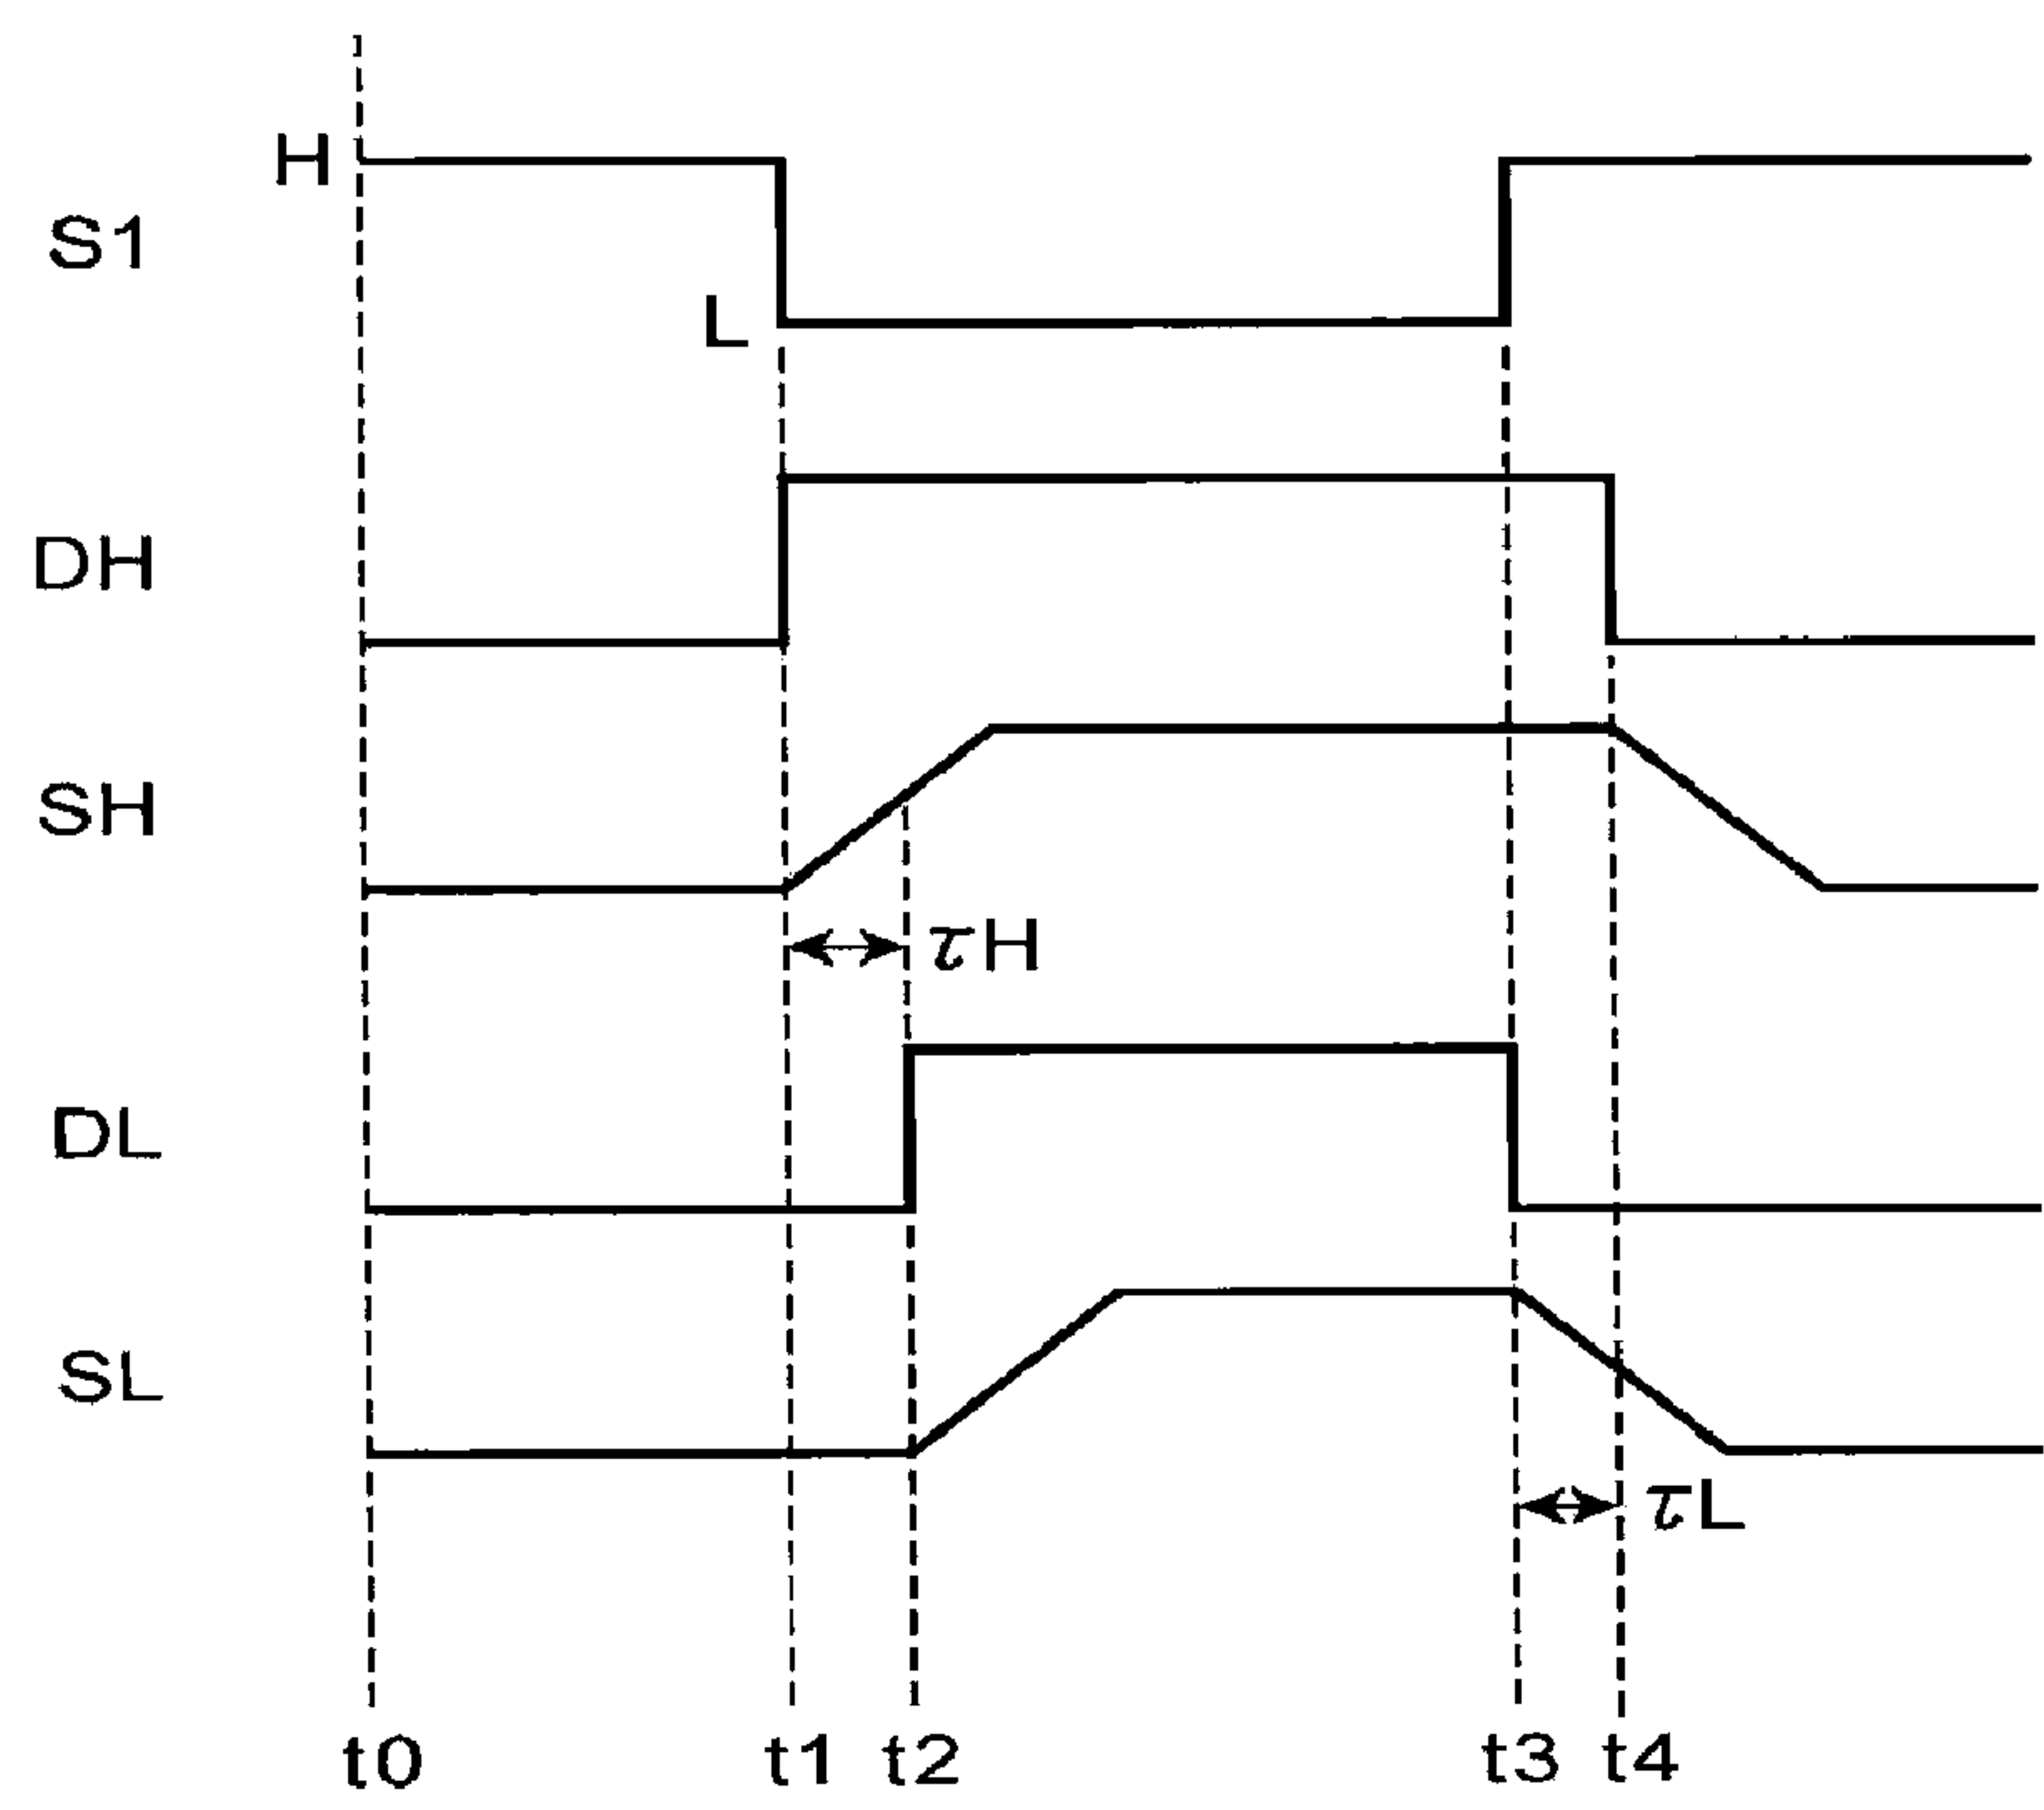 H
S1
L
DH
SH
τH
DL
SL
τL
t0 t1 t2 t3 t4